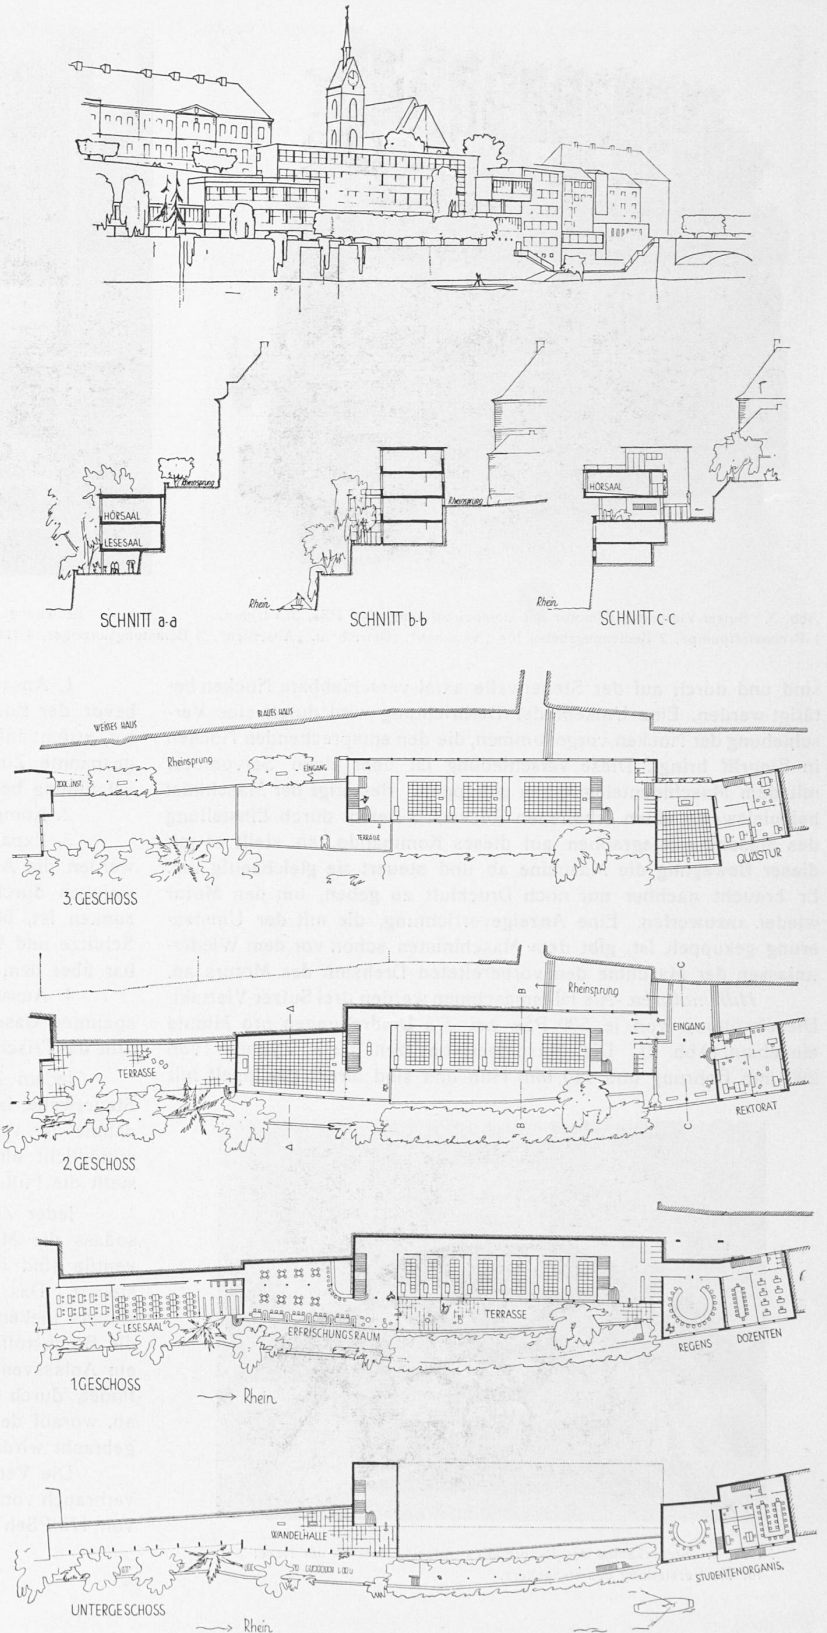 Rheinsprung
HÖRSAAL
LESESAAL
SCHNITT a-a
Rheinsprung
Rhein
SCHNITT b-b
HÖRSAAL
Rhein
SCHNITT c-c
WEISSES HAUS
BLAUES HAUS
Rheinsprung
ZOOL. INST.
EINGANG
TERRASSE
QUÄSTUR
3. GESCHOSS
B
C
Rheinsprung
A
EINGANG
TERRASSE
REKTORAT
A
B
C
2. GESCHOSS
LESESAAL
ERFRISCHUNGSRAUM
TERRASSE
REGENS
DOZENTEN
1. GESCHOSS
Rhein
WANDELHALLE
STUDENTENORGANIS.
UNTERGESCHOSS
Rhein